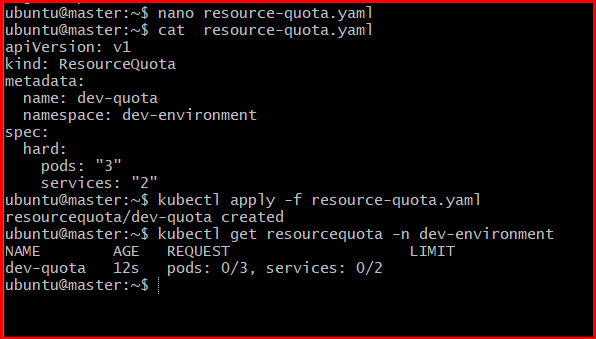 ubuntu@master:~$ nano resource-quota.yaml
ubuntu@master:~$ cat  resource-quota.yaml
apiVersion: v1
kind: ResourceQuota
metadata:
  name: dev-quota
  namespace: dev-environment
spec:
  hard:
    pods: "3"
    services: "2"
ubuntu@master:~$ kubectl apply -f resource-quota.yaml
resourcequota/dev-quota created
ubuntu@master:~$ kubectl get resourcequota -n dev-environment
NAME        AGE   REQUEST                    LIMIT
dev-quota   12s   pods: 0/3, services: 0/2
ubuntu@master:~$